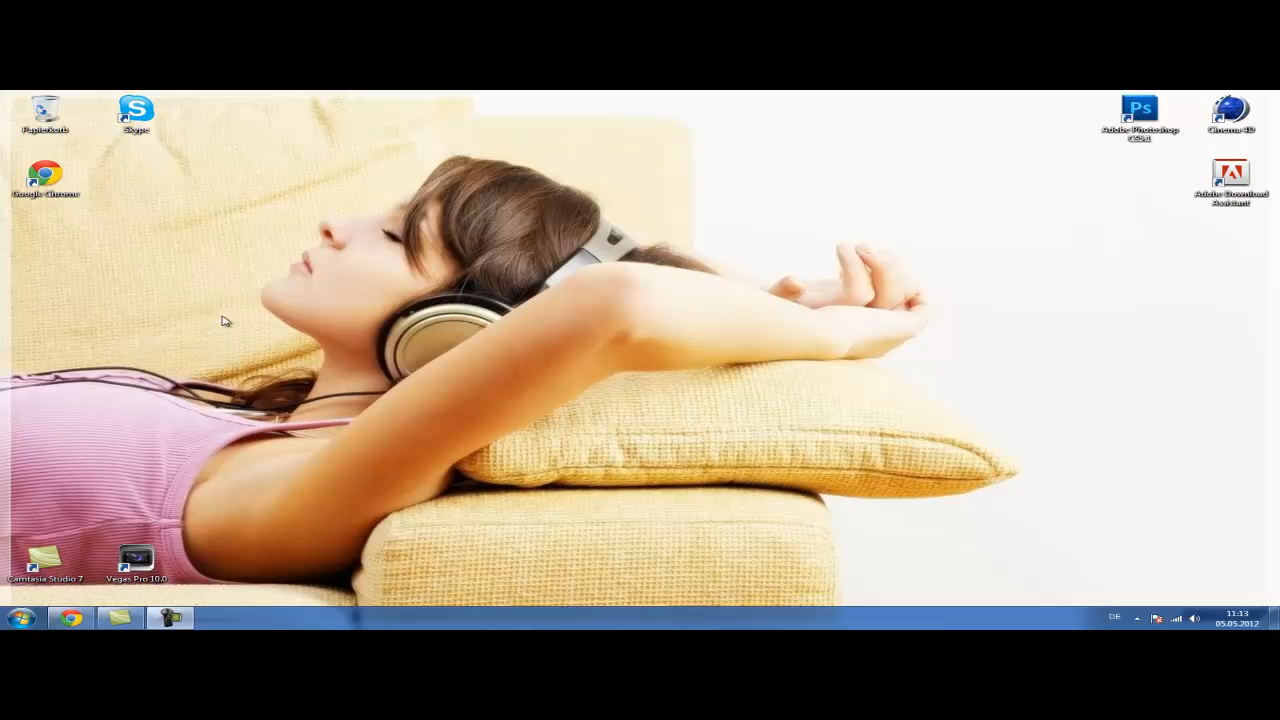 Papierkorb
Skype
Google Chrome
Ps
Adobe Photoshop
CS5.1
Cinema 4D
Adobe Download
Assistant
Camtasia Studio 7
Vegas Pro 10.0
DE
11:13
05.05.2012